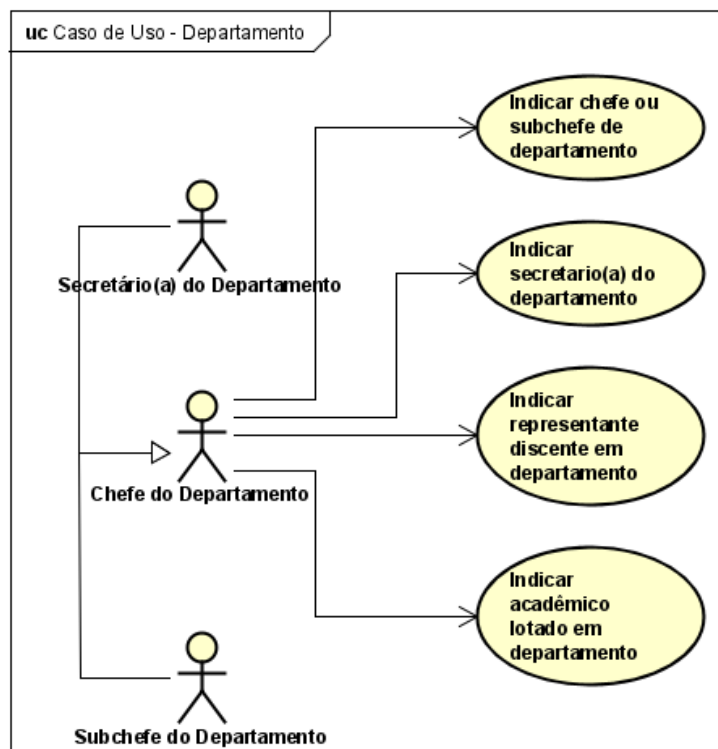 uc Caso de Uso - Departamento
Indicar chefe ou
subchefe de
departamento
Secretário(a) do Departamento
Indicar
secretario(a) do
departamento
Chefe do Departamento
Indicar
representante
discente em
departamento
Indicar
acadêmico
lotado em
departamento
Subchefe do Departamento